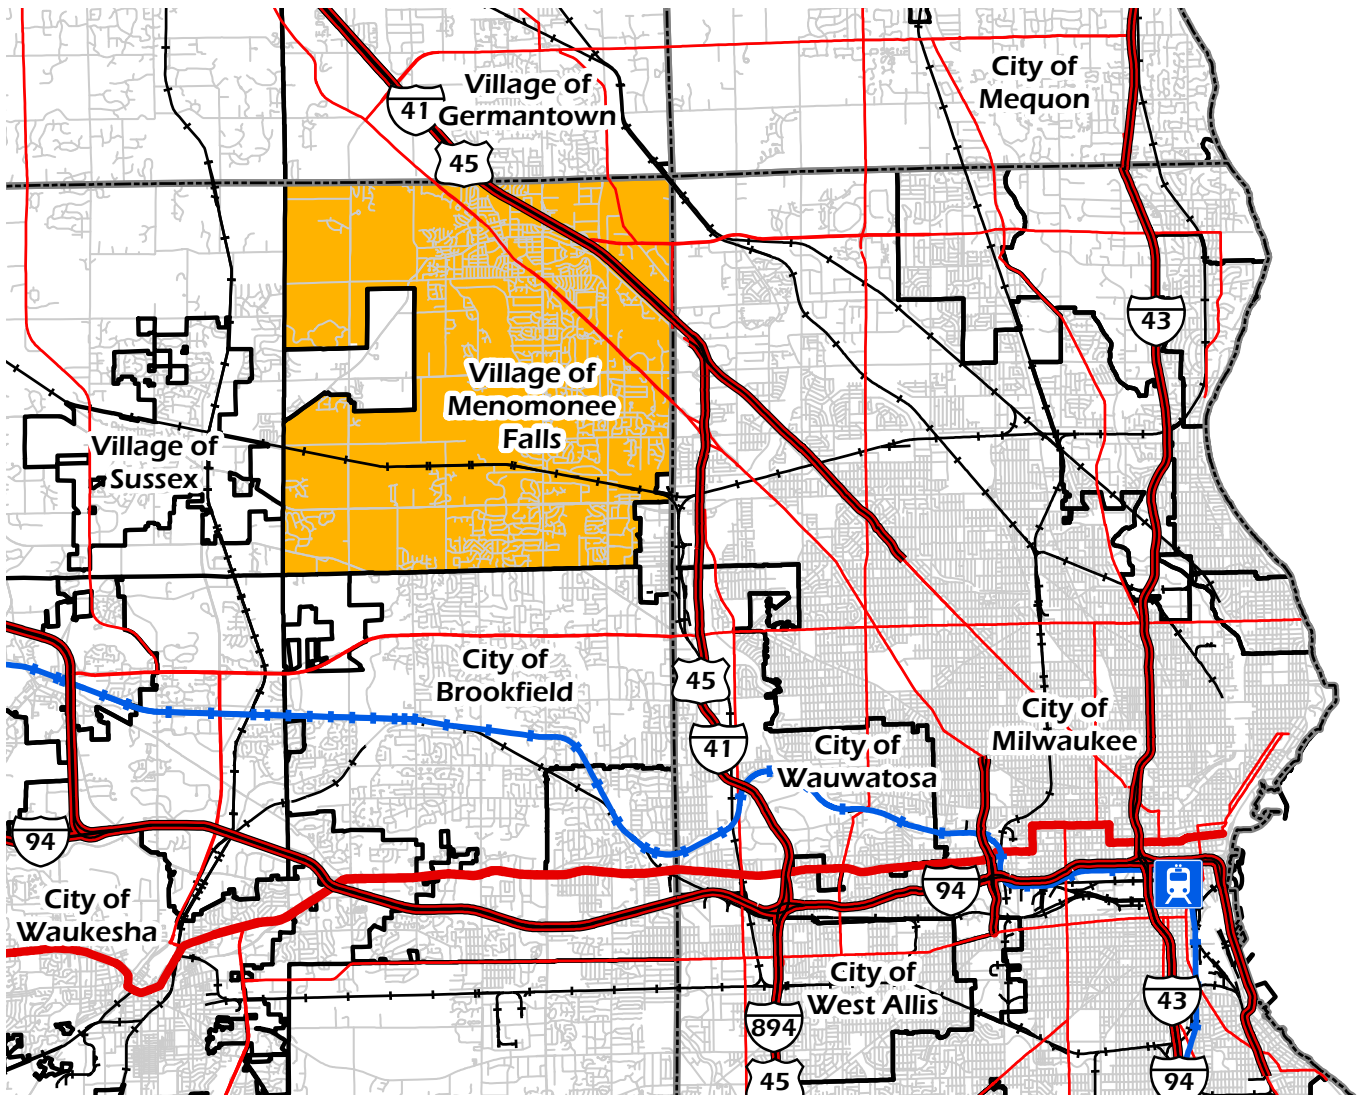 City of
Mequon
Village of
Germantown
41
45
43
Village of
Menomonee
Falls
Village of
Sussex
City of
Brookfield
45
41
City of
Milwaukee
City of
Wauwatosa
94
94
City of
Waukesha
City of
West Allis
43
894
45
94